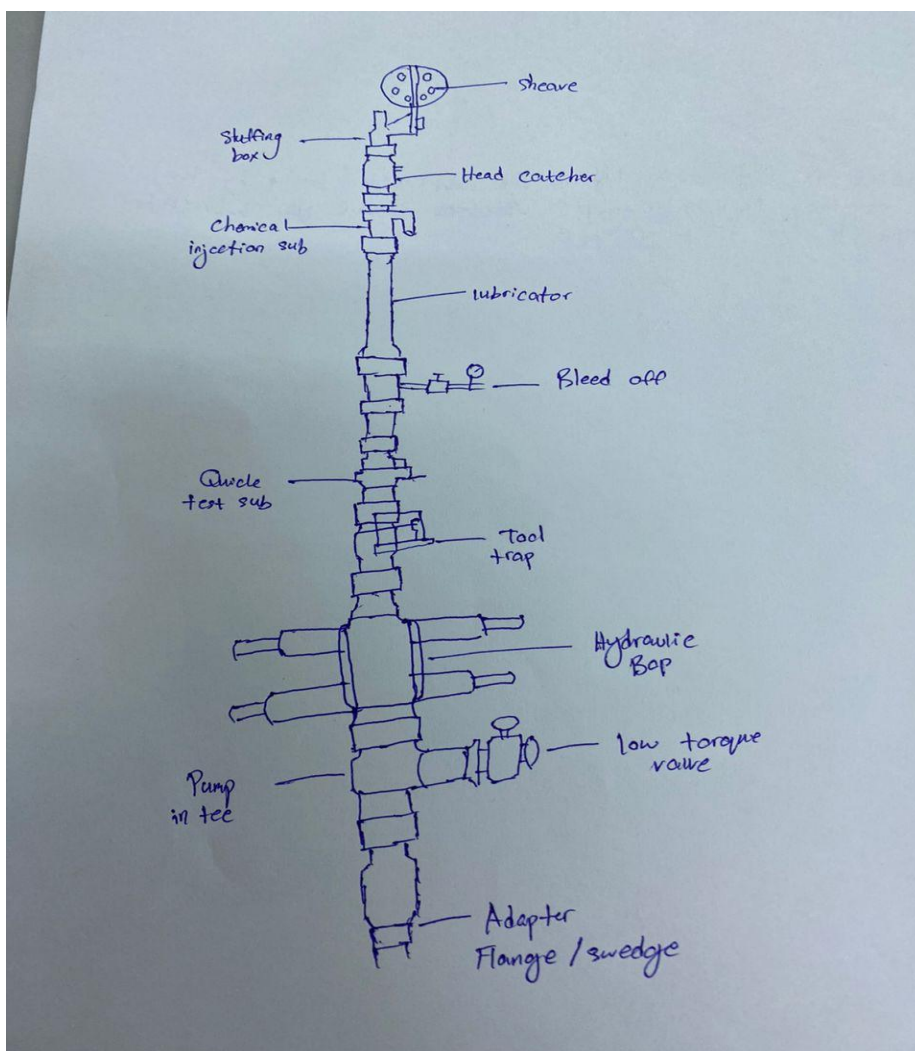 Sheave
Stuffing
box
Head catcher
Chemical
injection sub
lubricator
Bleed off
Quick
test sub
Tool
trap
Hydraulic
Bop
low torque
valve
Pump
in tee
Adapter
Flange / swedge